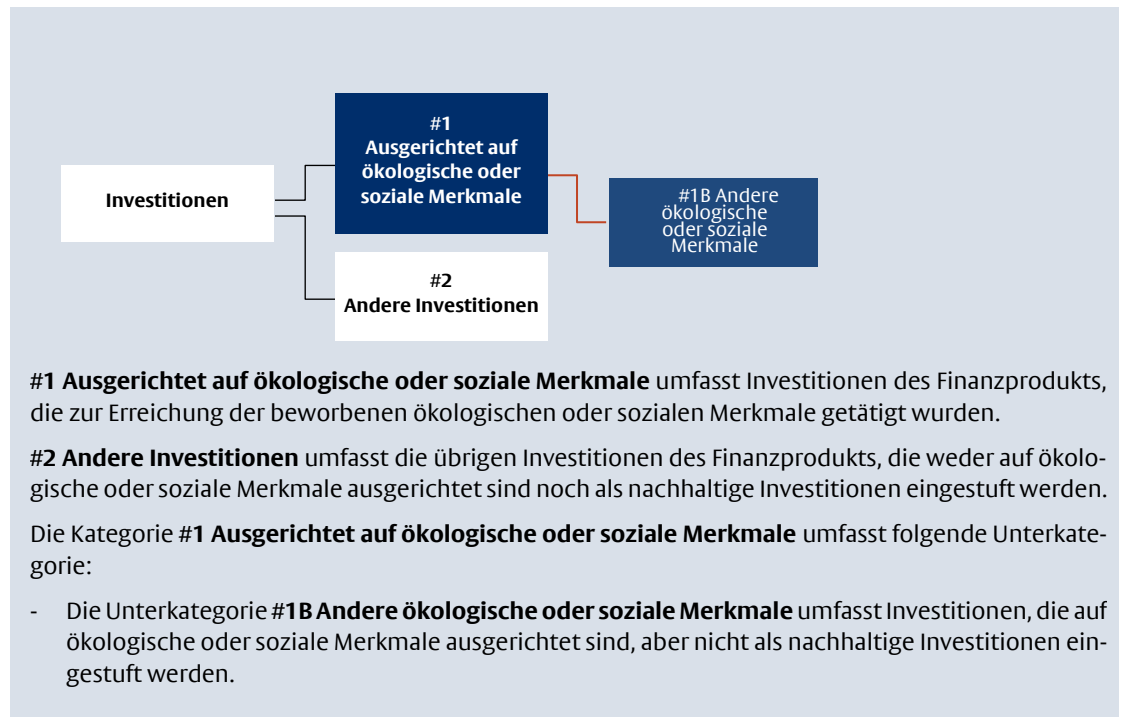 #1
Ausgerichtet auf
ökologische oder
soziale Merkmale
Investitionen
#1B Andere
ökologische
oder soziale
Merkmale
#2
Andere Investitionen
#1 Ausgerichtet auf ökologische oder soziale Merkmale umfasst Investitionen des Finanzprodukts,
die zur Erreichung der beworbenen ökologischen oder sozialen Merkmale getätigt wurden.
#2 Andere Investitionen umfasst die übrigen Investitionen des Finanzprodukts, die weder auf ökolo-
gische oder soziale Merkmale ausgerichtet sind noch als nachhaltige Investitionen eingestuft werden.
Die Kategorie #1 Ausgerichtet auf ökologische oder soziale Merkmale umfasst folgende Unterkate-
gorie:
- Die Unterkategorie #1B Andere ökologische oder soziale Merkmale umfasst Investitionen, die auf
ökologische oder soziale Merkmale ausgerichtet sind, aber nicht als nachhaltige Investitionen ein-
gestuft werden.